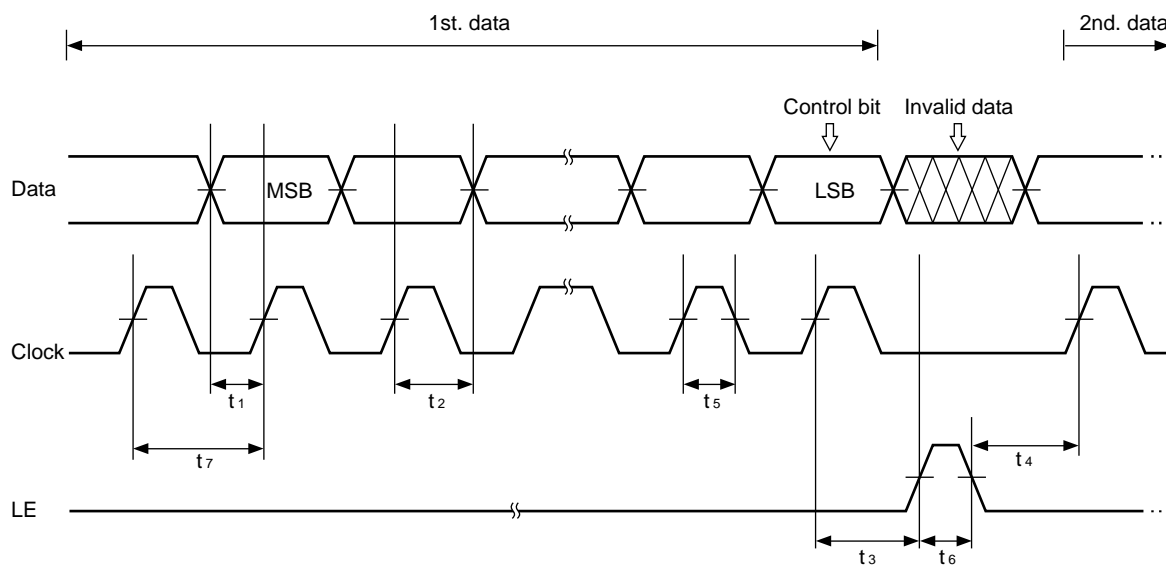 1st. data
2nd. data
Control bit
Invalid data
Data
MSB
LSB
Clock
t1
t2
t5
t7
t4
LE
t3
t6